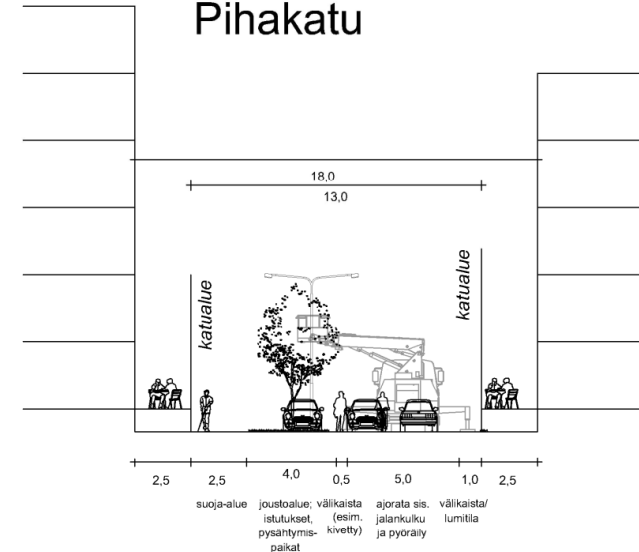 Pihakatu
18,0
13,0
katualue
katualue
2,5 2,5 4,0 0,5 5,0 1,0 2,5
suoja-alue
joustoalue;
istutukset,
pysähtymis-
paikat
välikaista
(esim.
kivetty)
ajorata sis.
jalankulku
ja pyöräily
välikaista/
lumitila